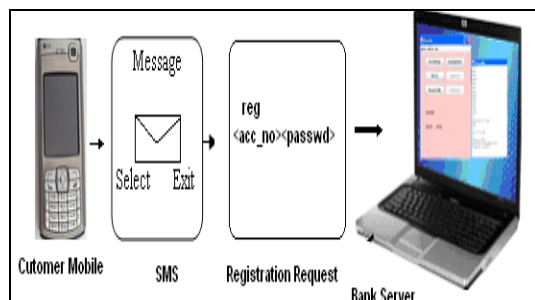 Message
Select Exit
reg
<acc_no><passwd>
Cutomer Mobile
SMS
Registration Request
Bank Server